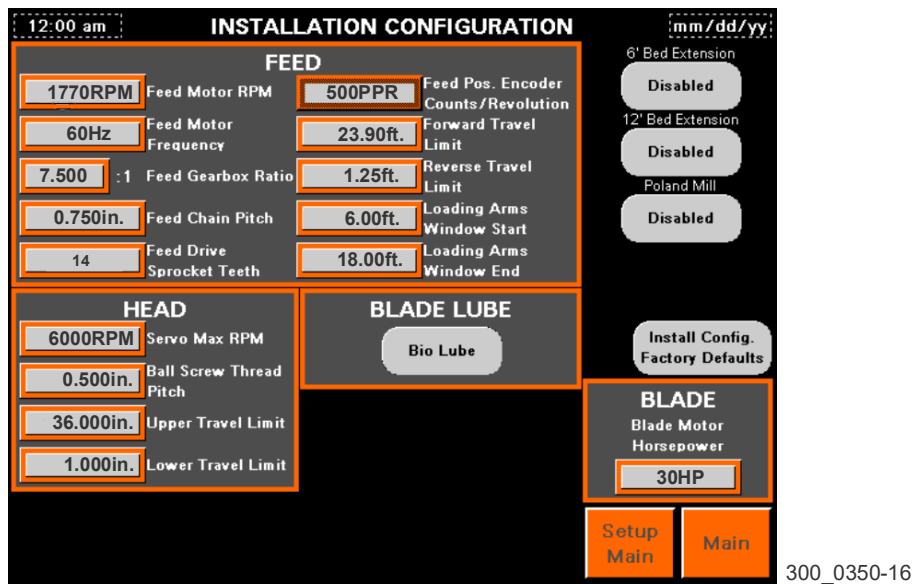 12:00 am INSTALLATION CONFIGURATION mm/dd/yy
FEED
1770RPM Feed Motor RPM
60Hz Feed Motor
Frequency
7.500 :1 Feed Gearbox Ratio
0.750in. Feed Chain Pitch
14 Feed Drive
Sprocket Teeth
500PPR Feed Pos. Encoder
Counts/Revolution
23.90ft. Forward Travel
Limit
1.25ft. Reverse Travel
Limit
6.00ft. Loading Arms
Window Start
18.00ft. Loading Arms
Window End
6' Bed Extension
Disabled
12' Bed Extension
Disabled
Poland Mill
Disabled
HEAD
6000RPM Servo Max RPM
0.500in. Ball Screw Thread
Pitch
36.000in. Upper Travel Limit
1.000in. Lower Travel Limit
BLADE LUBE
Bio Lube
Install Config.
Factory Defaults
BLADE
Blade Motor
Horsepower
30HP
Setup
Main
Main
300_0350-16